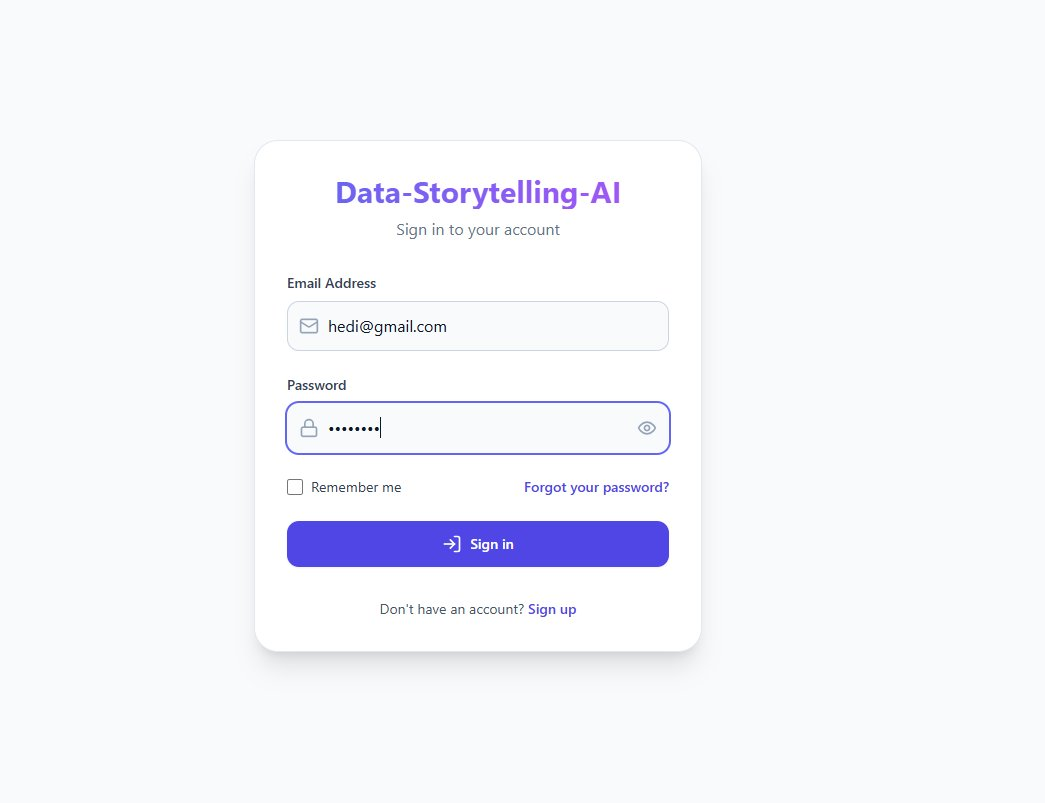 Data-Storytelling-AI
Sign in to your account
Email Address
hedi@gmail.com
Password
••••••••
Remember me Forgot your password?
Sign in
Don't have an account? Sign up